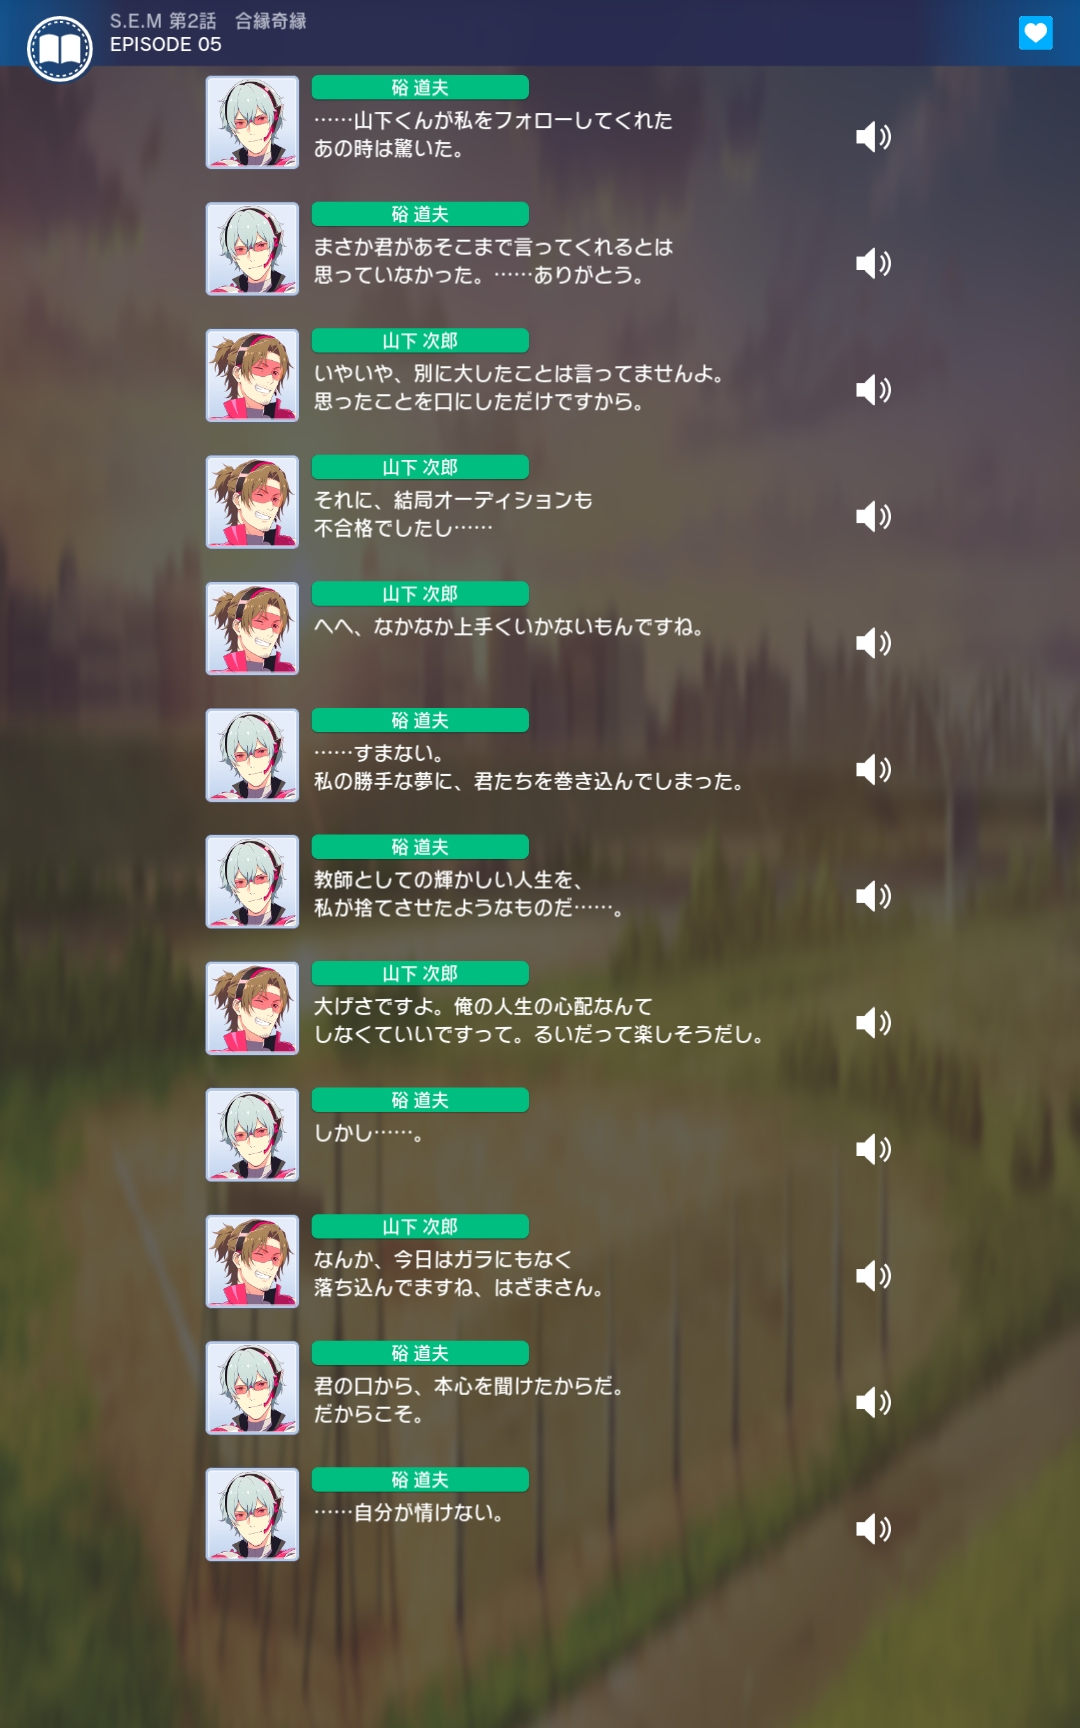 S.E.M 第2話　合縁奇縁
EPISODE 05
硲 道夫
……山下くんが私をフォローしてくれた
あの時は驚いた。
硲 道夫
まさか君があそこまで言ってくれるとは
思っていなかった。……ありがとう。
山下 次郎
いやいや、別に大したことは言ってませんよ。
思ったことを口にしただけですから。
山下 次郎
それに、結局オーディションも
不合格でしたし……
山下 次郎
へへ、なかなか上手くいかないもんですね。
硲 道夫
……すまない。
私の勝手な夢に、君たちを巻き込んでしまった。
硲 道夫
教師としての輝かしい人生を、
私が捨てさせたようなものだ……。
山下 次郎
大げさですよ。俺の人生の心配なんて
しなくていいですって。るいだって楽しそうだし。
硲 道夫
しかし……。
山下 次郎
なんか、今日はガラにもなく
落ち込んでますね、はざまさん。
硲 道夫
君の口から、本心を聞けたからだ。
だからこそ。
硲 道夫
……自分が情けない。